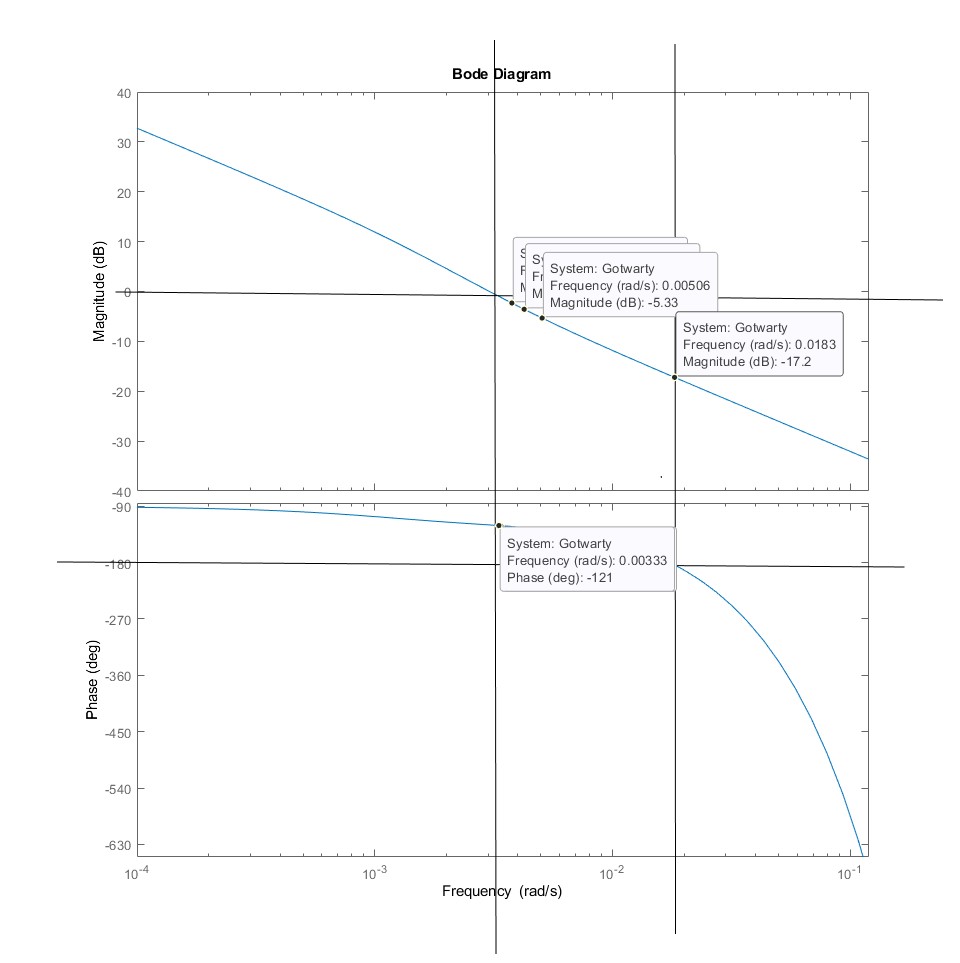 Bode Diagram
40
30
20
10
0
-10
-20
-30
-40
Magnitude (dB)
System: Gotwarty
Frequency (rad/s): 0.00506
Magnitude (dB): -5.33
System: Gotwarty
Frequency (rad/s): 0.0183
Magnitude (dB): -17.2
-90
-180
-270
-360
-450
-540
-630
Phase (deg)
System: Gotwarty
Frequency (rad/s): 0.00333
Phase (deg): -121
10^-4 10^-3 10^-2 10^-1
Frequency (rad/s)